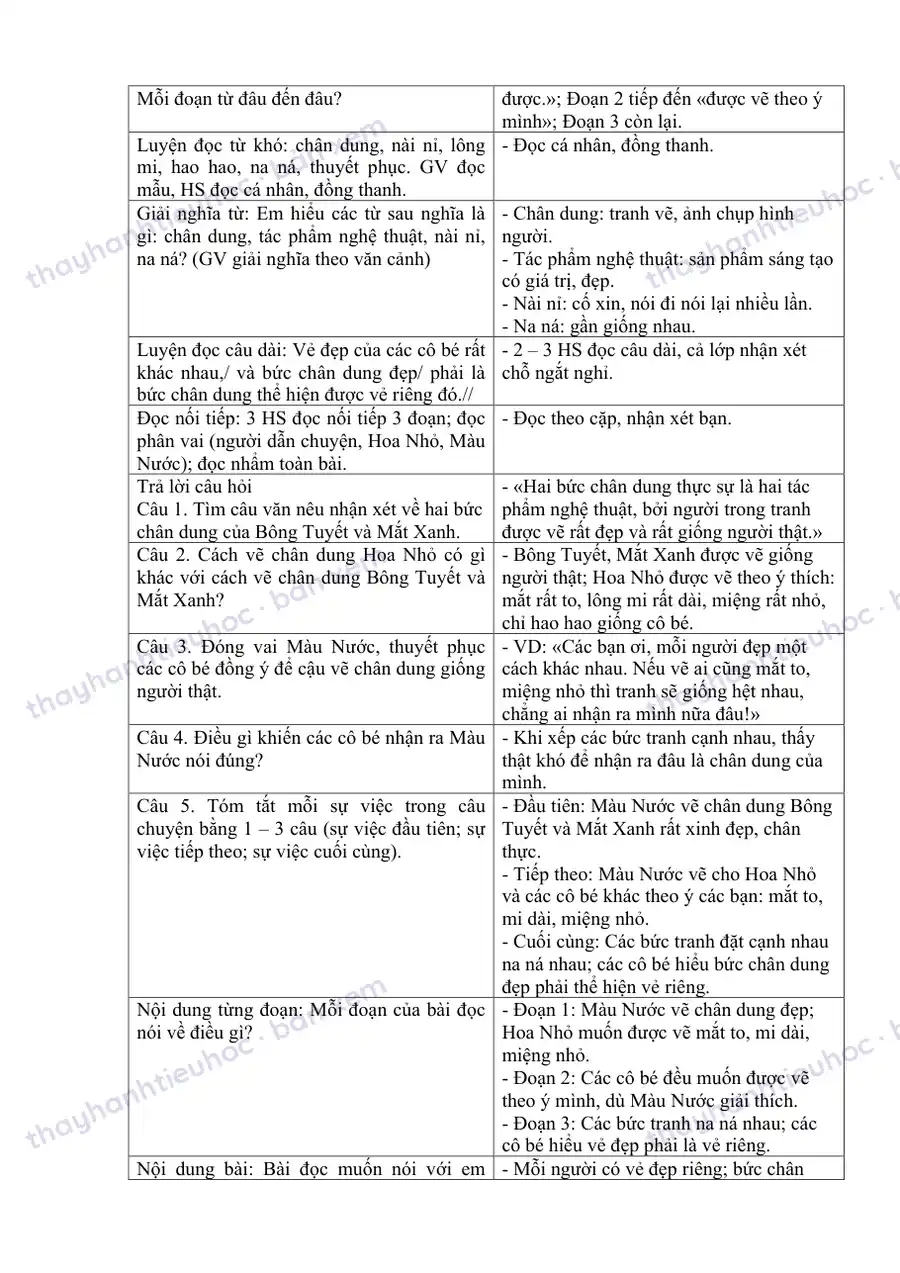 Mỗi đoạn từ đâu đến đâu?
được.»; Đoạn 2 tiếp đến «được vẽ theo ý
mình»; Đoạn 3 còn lại.
Luyện đọc từ khó: chân dung, nài nỉ, lông
mi, hao hao, na ná, thuyết phục. GV đọc
mẫu, HS đọc cá nhân, đồng thanh.
- Đọc cá nhân, đồng thanh.
Giải nghĩa từ: Em hiểu các từ sau nghĩa là
gì: chân dung, tác phẩm nghệ thuật, nài nỉ,
na ná? (GV giải nghĩa theo văn cảnh)
- Chân dung: tranh vẽ, ảnh chụp hình
người.
- Tác phẩm nghệ thuật: sản phẩm sáng tạo
có giá trị, đẹp.
- Nài nỉ: cố xin, nói đi nói lại nhiều lần.
- Na ná: gần giống nhau.
Luyện đọc câu dài: Vẻ đẹp của các cô bé rất
khác nhau,/ và bức chân dung đẹp/ phải là
bức chân dung thể hiện được vẻ riêng đó.//
- 2 – 3 HS đọc câu dài, cả lớp nhận xét
chỗ ngắt nghỉ.
Đọc nối tiếp: 3 HS đọc nối tiếp 3 đoạn; đọc
phân vai (người dẫn chuyện, Hoa Nhỏ, Màu
Nước); đọc nhẩm toàn bài.
- Đọc theo cặp, nhận xét bạn.
Trả lời câu hỏi
Câu 1. Tìm câu văn nêu nhận xét về hai bức
chân dung của Bông Tuyết và Mắt Xanh.
- «Hai bức chân dung thực sự là hai tác
phẩm nghệ thuật, bởi người trong tranh
được vẽ rất đẹp và rất giống người thật.»
Câu 2. Cách vẽ chân dung Hoa Nhỏ có gì
khác với cách vẽ chân dung Bông Tuyết và
Mắt Xanh?
- Bông Tuyết, Mắt Xanh được vẽ giống
người thật; Hoa Nhỏ được vẽ theo ý thích:
mắt rất to, lông mi rất dài, miệng rất nhỏ,
chỉ hao hao giống cô bé.
Câu 3. Đóng vai Màu Nước, thuyết phục
các cô bé đồng ý để cậu vẽ chân dung giống
người thật.
- VD: «Các bạn ơi, mỗi người đẹp một
cách khác nhau. Nếu vẽ ai cũng mắt to,
miệng nhỏ thì tranh sẽ giống hệt nhau,
chẳng ai nhận ra mình nữa đâu!»
Câu 4. Điều gì khiến các cô bé nhận ra Màu
Nước nói đúng?
- Khi xếp các bức tranh cạnh nhau, thấy
thật khó để nhận ra đâu là chân dung của
mình.
Câu 5. Tóm tắt mỗi sự việc trong câu
chuyện bằng 1 – 3 câu (sự việc đầu tiên; sự
việc tiếp theo; sự việc cuối cùng).
- Đầu tiên: Màu Nước vẽ chân dung Bông
Tuyết và Mắt Xanh rất xinh đẹp, chân
thực.
- Tiếp theo: Màu Nước vẽ cho Hoa Nhỏ
và các cô bé khác theo ý các bạn: mắt to,
mi dài, miệng nhỏ.
- Cuối cùng: Các bức tranh đặt cạnh nhau
na ná nhau; các cô bé hiểu bức chân dung
đẹp phải thể hiện vẻ riêng.
Nội dung từng đoạn: Mỗi đoạn của bài đọc
nói về điều gì?
- Đoạn 1: Màu Nước vẽ chân dung đẹp;
Hoa Nhỏ muốn được vẽ mắt to, mi dài,
miệng nhỏ.
- Đoạn 2: Các cô bé đều muốn được vẽ
theo ý mình, dù Màu Nước giải thích.
- Đoạn 3: Các bức tranh na ná nhau; các
cô bé hiểu vẻ đẹp phải là vẻ riêng.
Nội dung bài: Bài đọc muốn nói với em
- Mỗi người có vẻ đẹp riêng; bức chân
thayhanhtieuhoc · bản xem
thayhanhtieuhoc · b
thayhanhtieuhoc · bản xem
thayhanhtieuhoc · b
thayhanhtieuhoc · bản xem
thayhanhtieuhoc · b